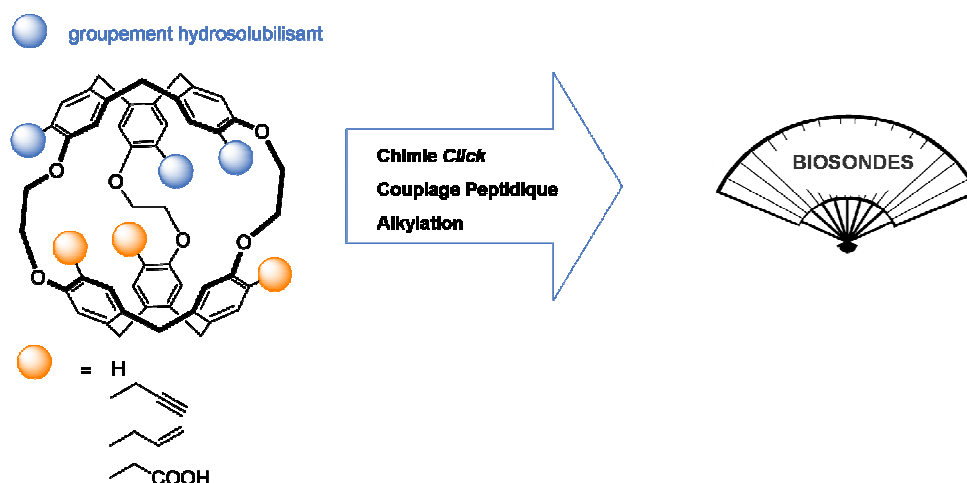 groupement hydrosolubilisant
O
O
O
O
O
O
Chimie Click
Couplage Peptidique
Alkylation
BIOSONDES
= H
COOH